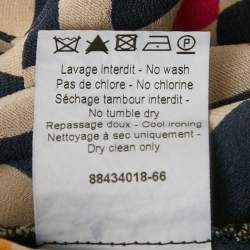 Lavage interdit - No wash
Pas de chlore - No chlorine
Séchage tambour interdit -
No tumble dry
Repassage doux - Cool ironing
Nettoyage à sec uniquement -
Dry clean only
88434018-66